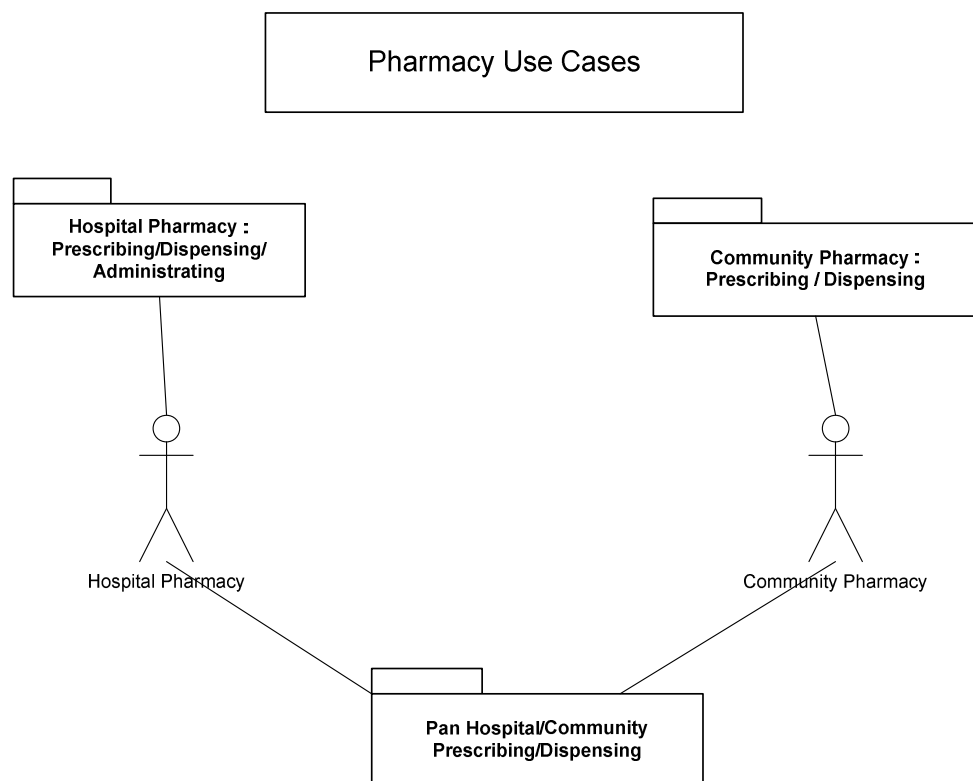 Pharmacy Use Cases
Hospital Pharmacy :
Prescribing/Dispensing/
Administrating
Community Pharmacy :
Prescribing / Dispensing
Hospital Pharmacy
Community Pharmacy
Pan Hospital/Community
Prescribing/Dispensing